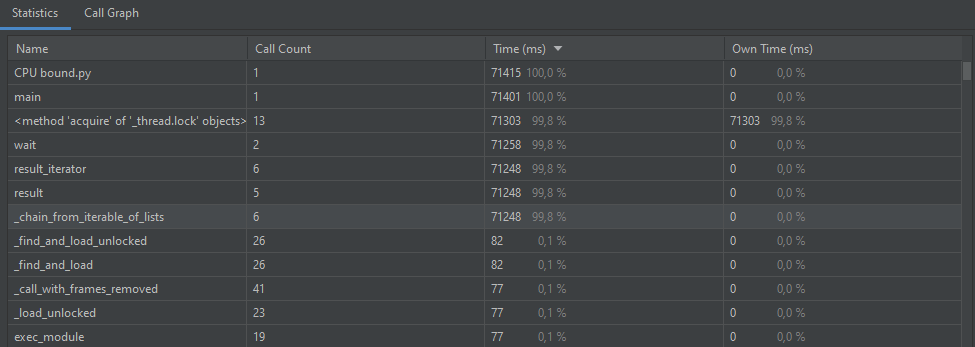 Statistics Call Graph
Name Call Count Time (ms) Own Time (ms)
CPU bound.py 1 71415 100,0 % 0 0,0 %
main 1 71401 100,0 % 0 0,0 %
<method 'acquire' of '_thread.lock' objects> 13 71303 99,8 % 71303 99,8 %
wait 2 71258 99,8 % 0 0,0 %
result_iterator 6 71248 99,8 % 0 0,0 %
result 5 71248 99,8 % 0 0,0 %
_chain_from_iterable_of_lists 6 71248 99,8 % 0 0,0 %
_find_and_load_unlocked 26 82 0,1 % 0 0,0 %
_find_and_load 26 82 0,1 % 0 0,0 %
_call_with_frames_removed 41 77 0,1 % 0 0,0 %
_load_unlocked 23 77 0,1 % 0 0,0 %
exec_module 19 77 0,1 % 0 0,0 %